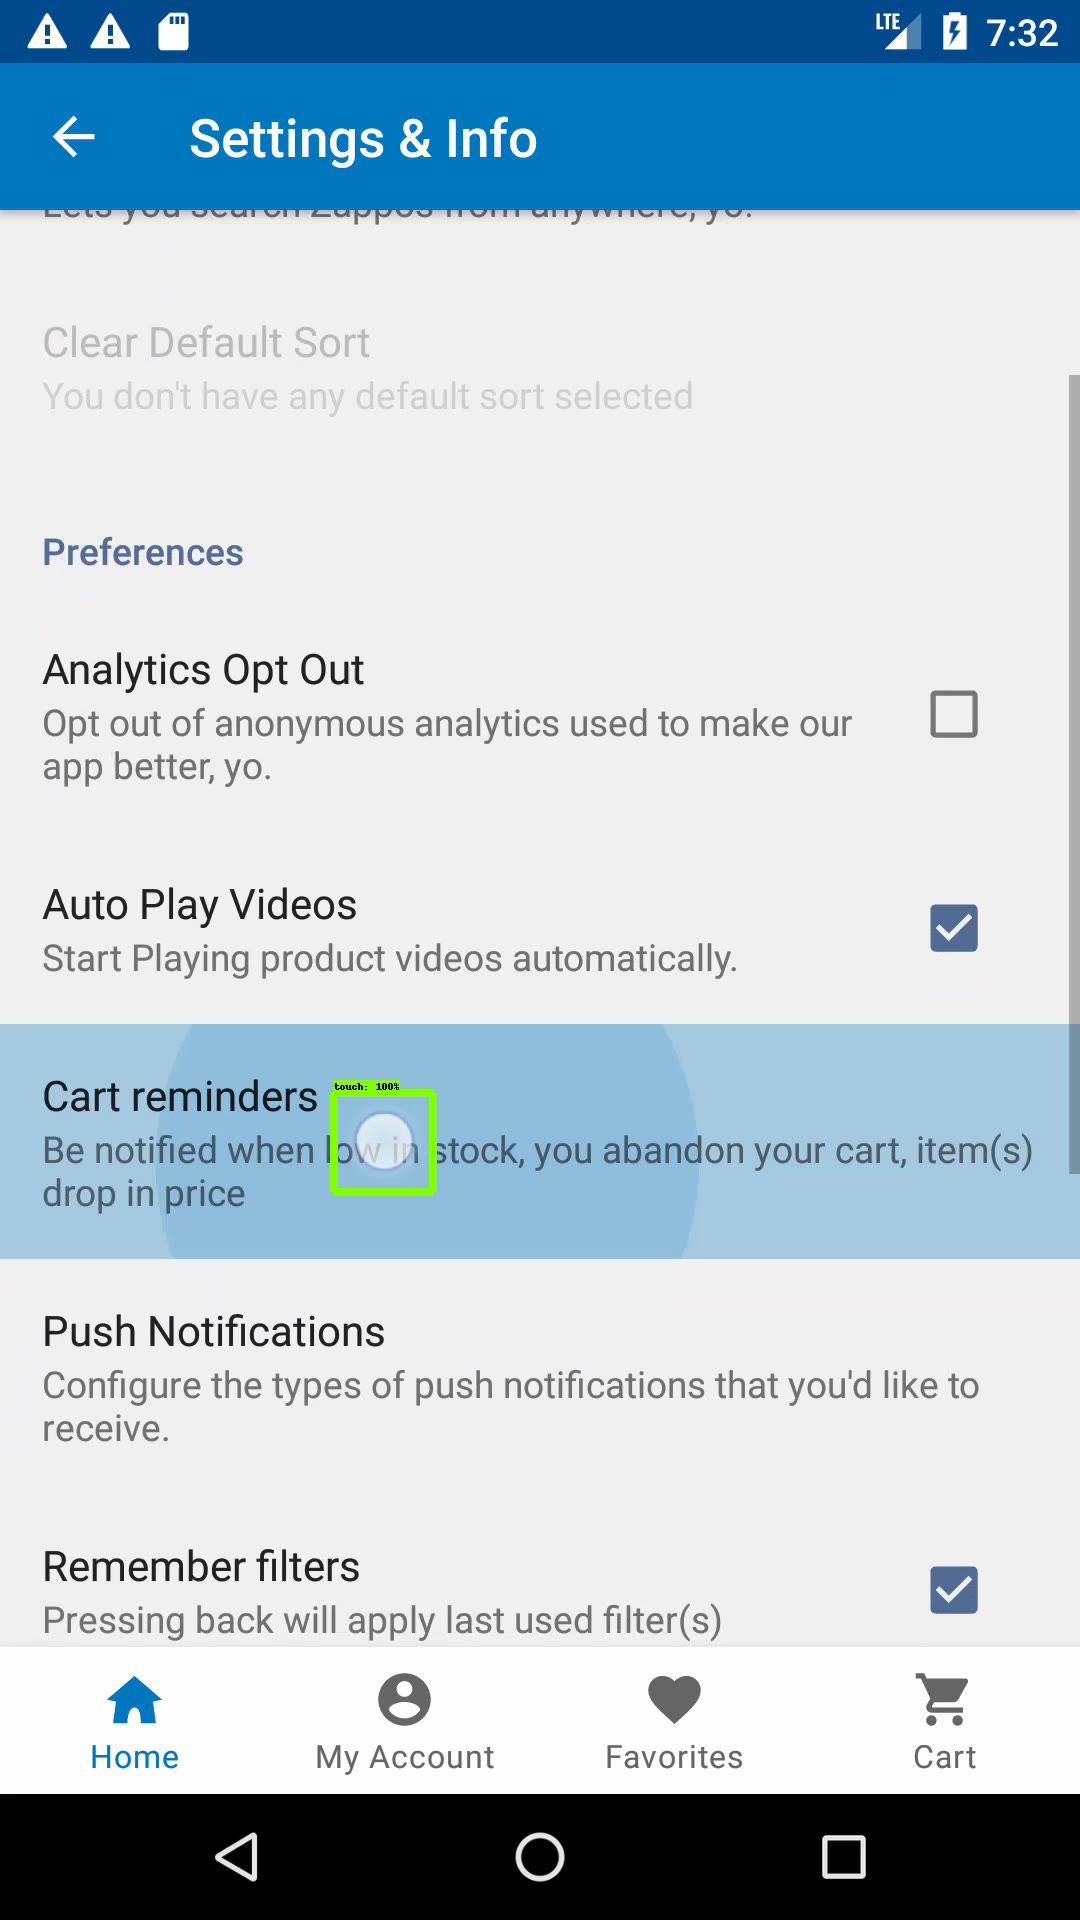 LTE 7:32
Settings & Info
Lets you search Zappos from anywhere, yo.
Clear Default Sort
You don't have any default sort selected
Preferences
Analytics Opt Out
Opt out of anonymous analytics used to make our
app better, yo.
Auto Play Videos
Start Playing product videos automatically.
touch: 100%
Cart reminders
Be notified when low in stock, you abandon your cart, item(s)
drop in price
Push Notifications
Configure the types of push notifications that you'd like to
receive.
Remember filters
Pressing back will apply last used filter(s)
Home My Account Favorites Cart